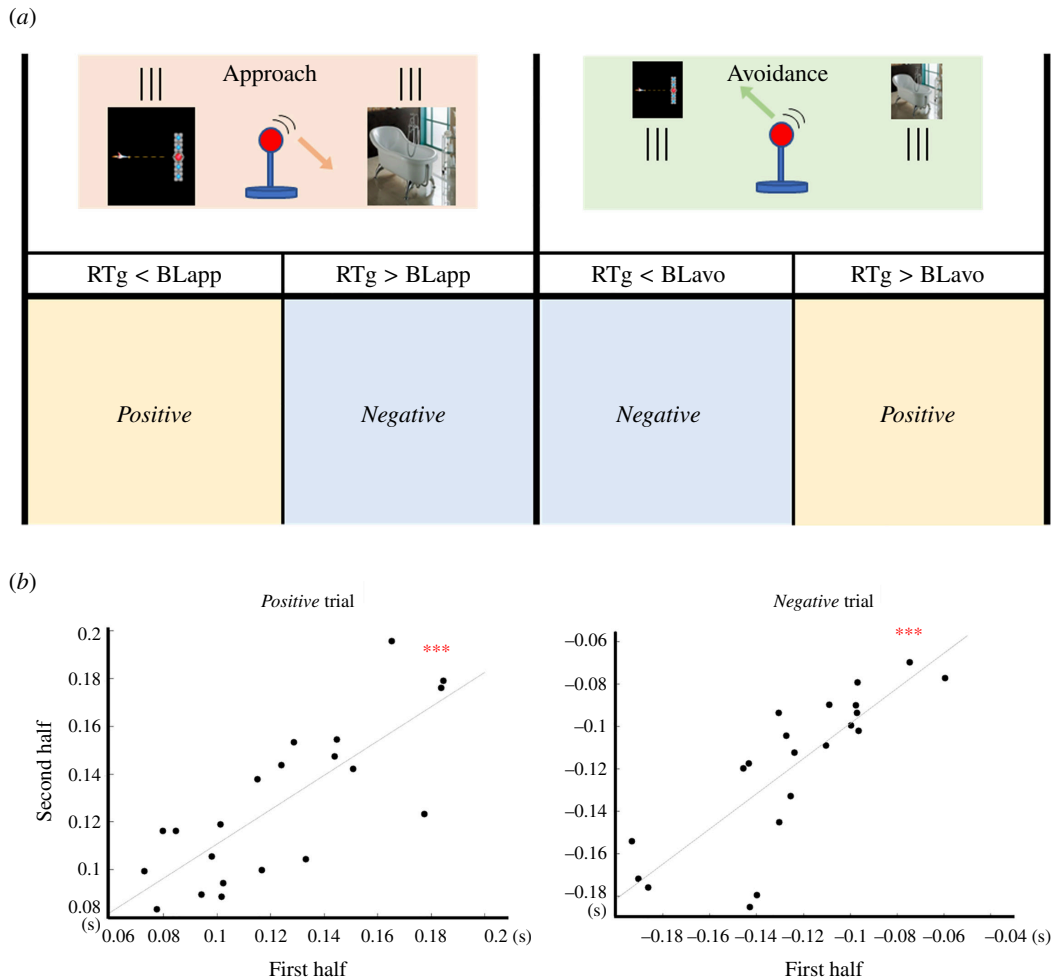 (a)
Approach
Avoidance
RTg < BLapp
RTg > BLapp
RTg < BLavo
RTg > BLavo
Positive
Negative
Negative
Positive
(b)
Positive trial
***
0.2
0.18
0.16
0.14
0.12
0.1
0.08
(s)
Second half
0.06 0.08 0.1 0.12 0.14 0.16 0.18 0.2 (s)
First half
Negative trial
***
−0.06
−0.08
−0.1
−0.12
−0.14
−0.16
−0.18
(s)
−0.18 −0.16 −0.14 −0.12 −0.1 −0.08 −0.06 −0.04 (s)
First half